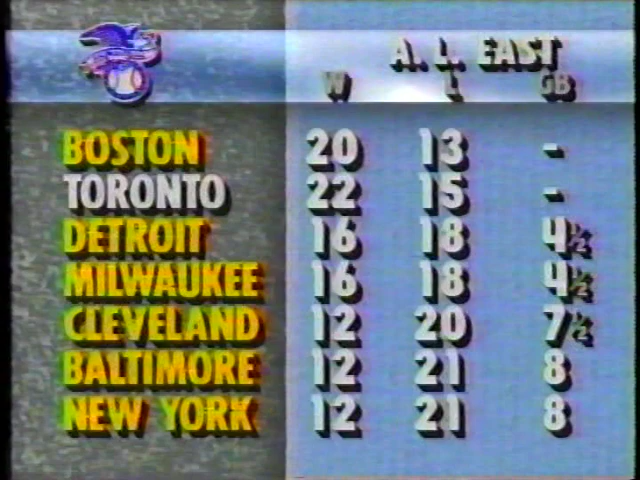 A. L. EAST
W L GB
BOSTON 20 13 -
TORONTO 22 15 -
DETROIT 16 18 4½
MILWAUKEE 16 18 4½
CLEVELAND 12 20 7½
BALTIMORE 12 21 8
NEW YORK 12 21 8